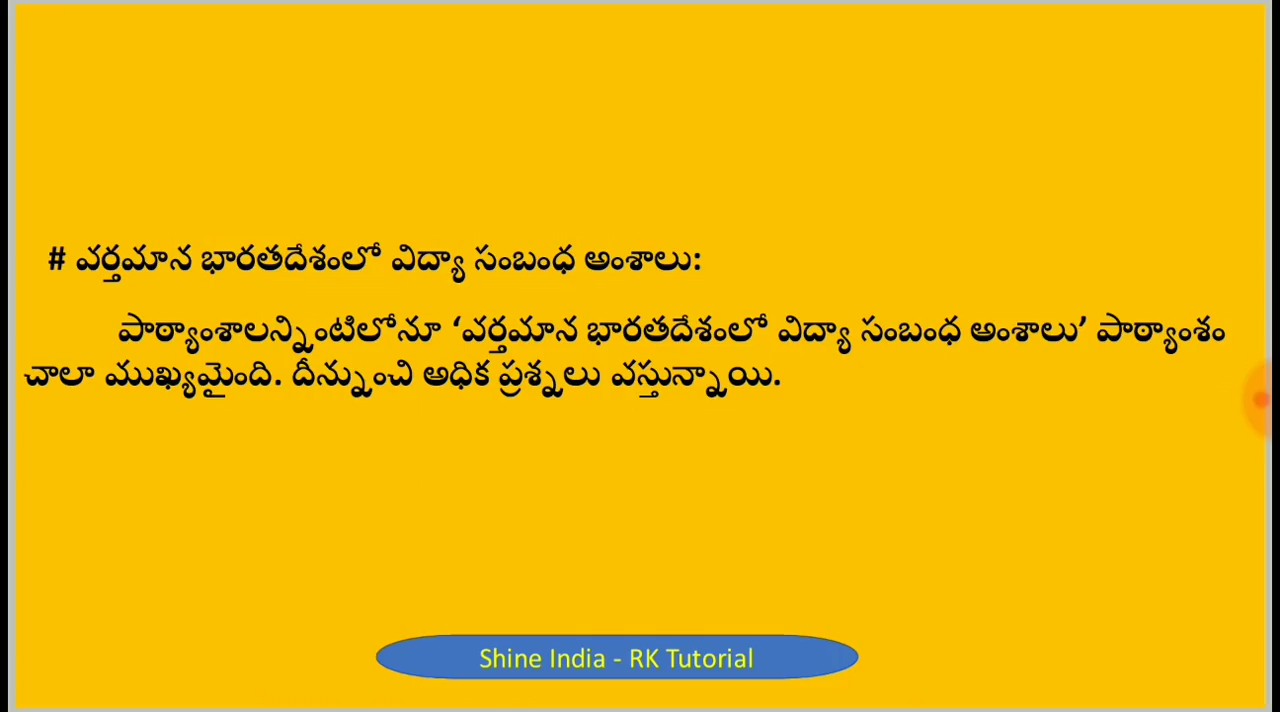 # వర్తమాన భారతదేశంలో విద్యా సంబంధ అంశాలు:
పాఠ్యాంశాలన్నింటిలోనూ ‘వర్తమాన భారతదేశంలో విద్యా సంబంధ అంశాలు’ పాఠ్యాంశం
చాలా ముఖ్యమైంది. దీన్నుంచి అధిక ప్రశ్నలు వస్తున్నాయి.
Shine India - RK Tutorial